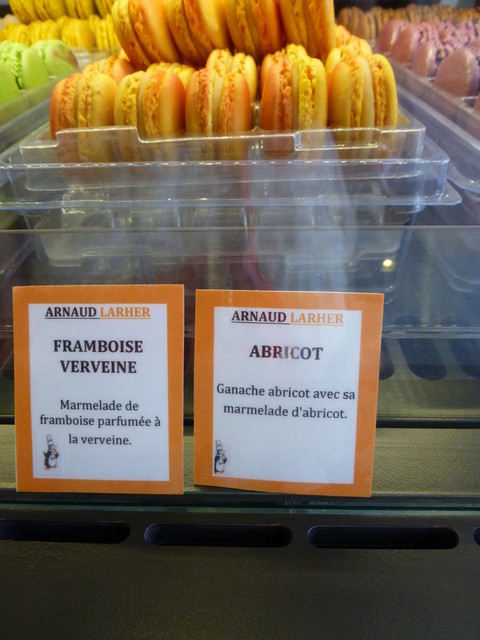 ARNAUD LARHER
FRAMBOISE
VERVEINE
Marmelade de
framboise parfumée à
la verveine.
ARNAUD LARHER
ABRICOT
Ganache abricot avec sa
marmelade d'abricot.